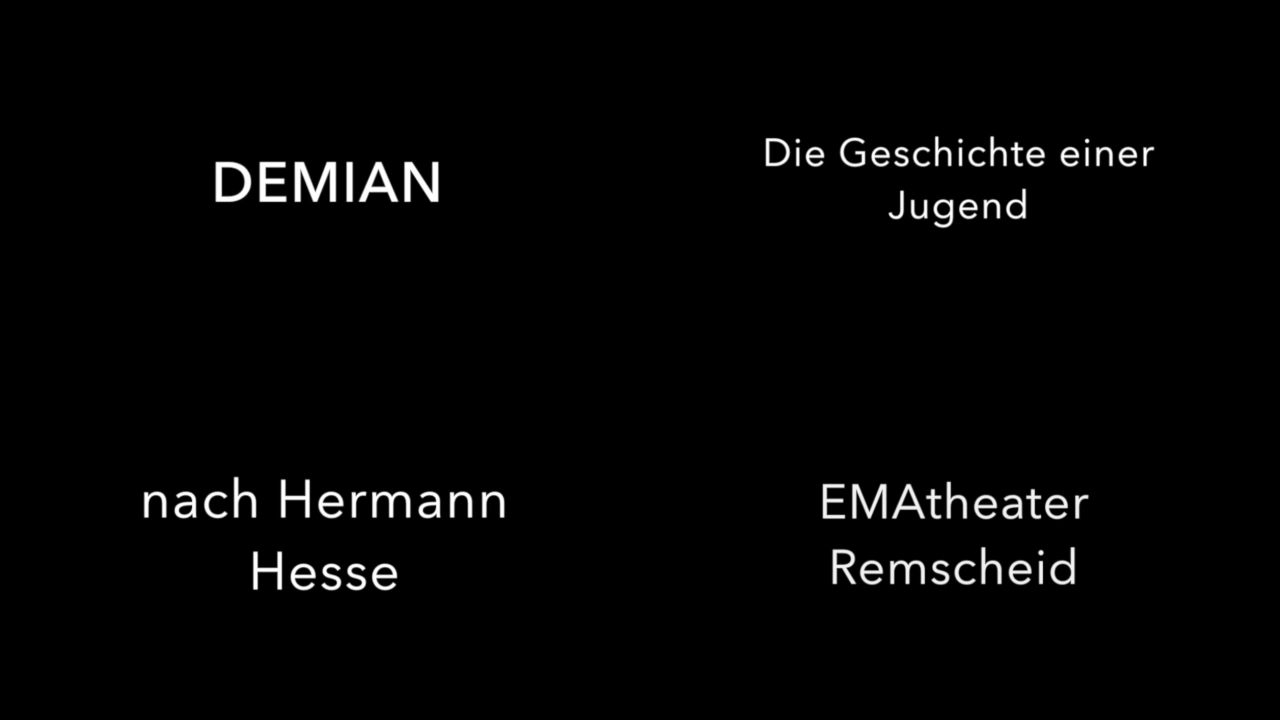 DEMIAN
Die Geschichte einer
Jugend
nach Hermann
Hesse
EMAtheater
Remscheid